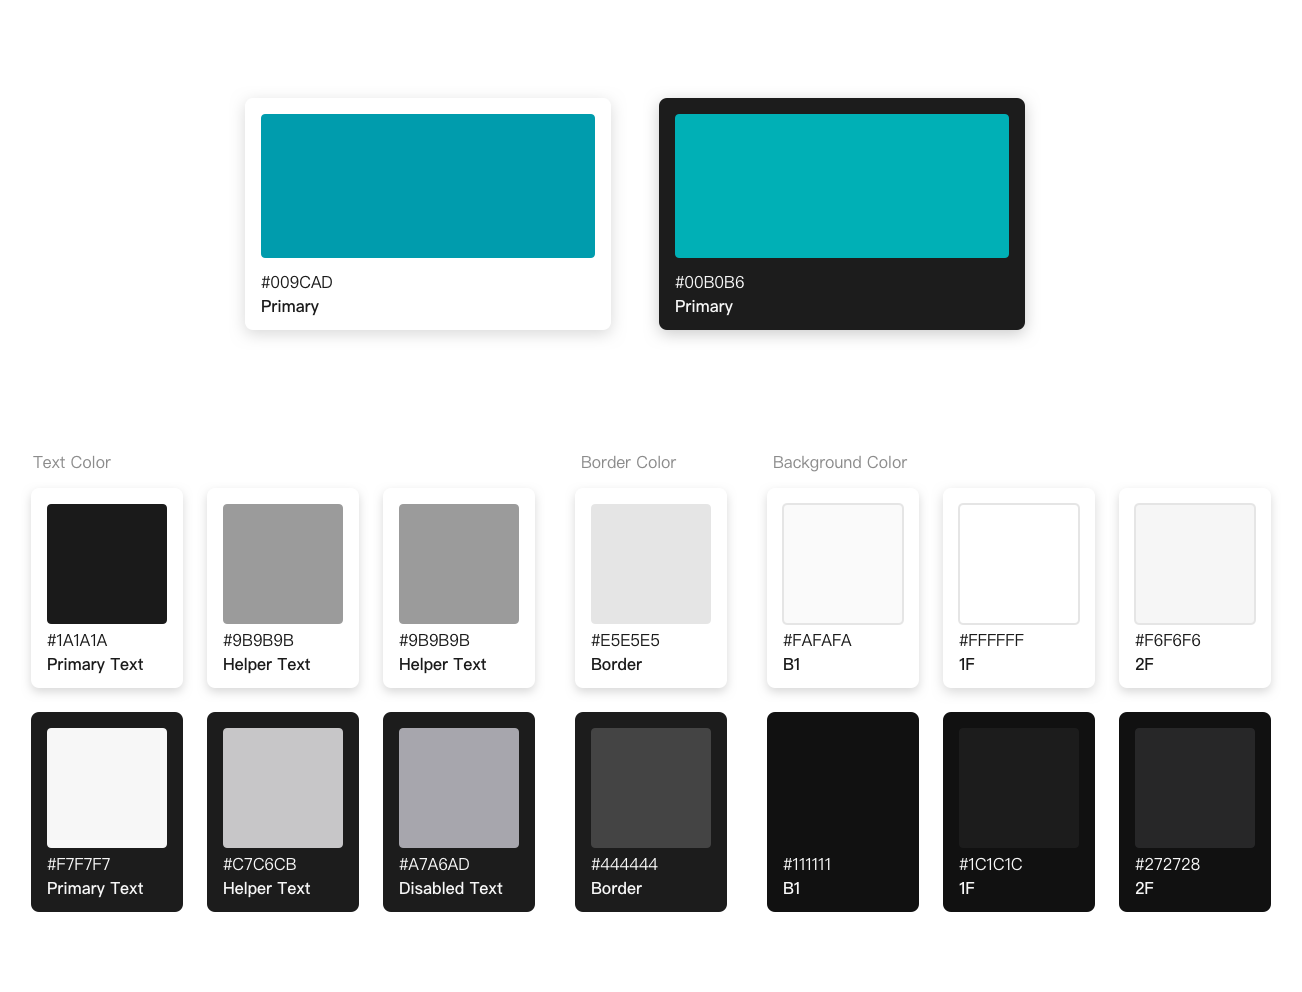 #009CAD
Primary
#00B0B6
Primary
Text Color
Border Color
Background Color
#1A1A1A
Primary Text
#9B9B9B
Helper Text
#9B9B9B
Helper Text
#E5E5E5
Border
#FAFAFA
B1
#FFFFFF
1F
#F6F6F6
2F
#F7F7F7
Primary Text
#C7C6CB
Helper Text
#A7A6AD
Disabled Text
#444444
Border
#111111
B1
#1C1C1C
1F
#272728
2F